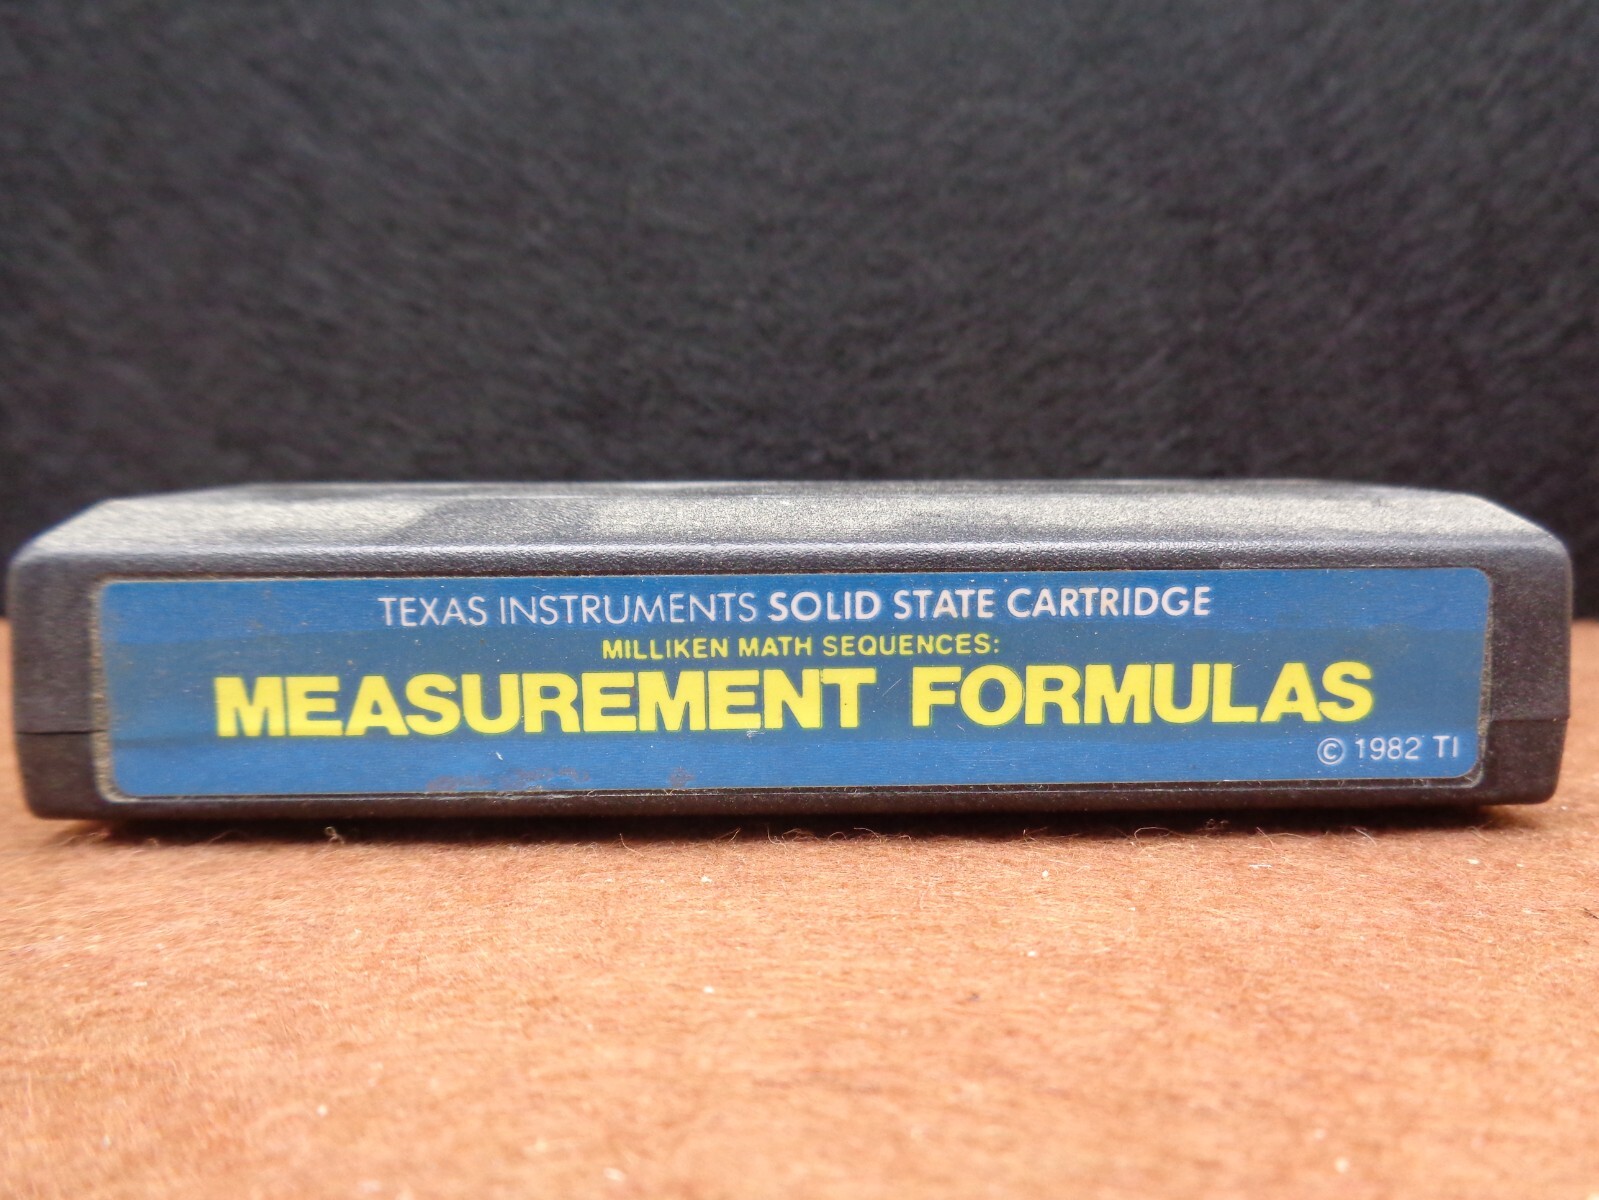 TEXAS INSTRUMENTS SOLID STATE CARTRIDGE
MILLIKEN MATH SEQUENCES:
MEASUREMENT FORMULAS
© 1982 TI